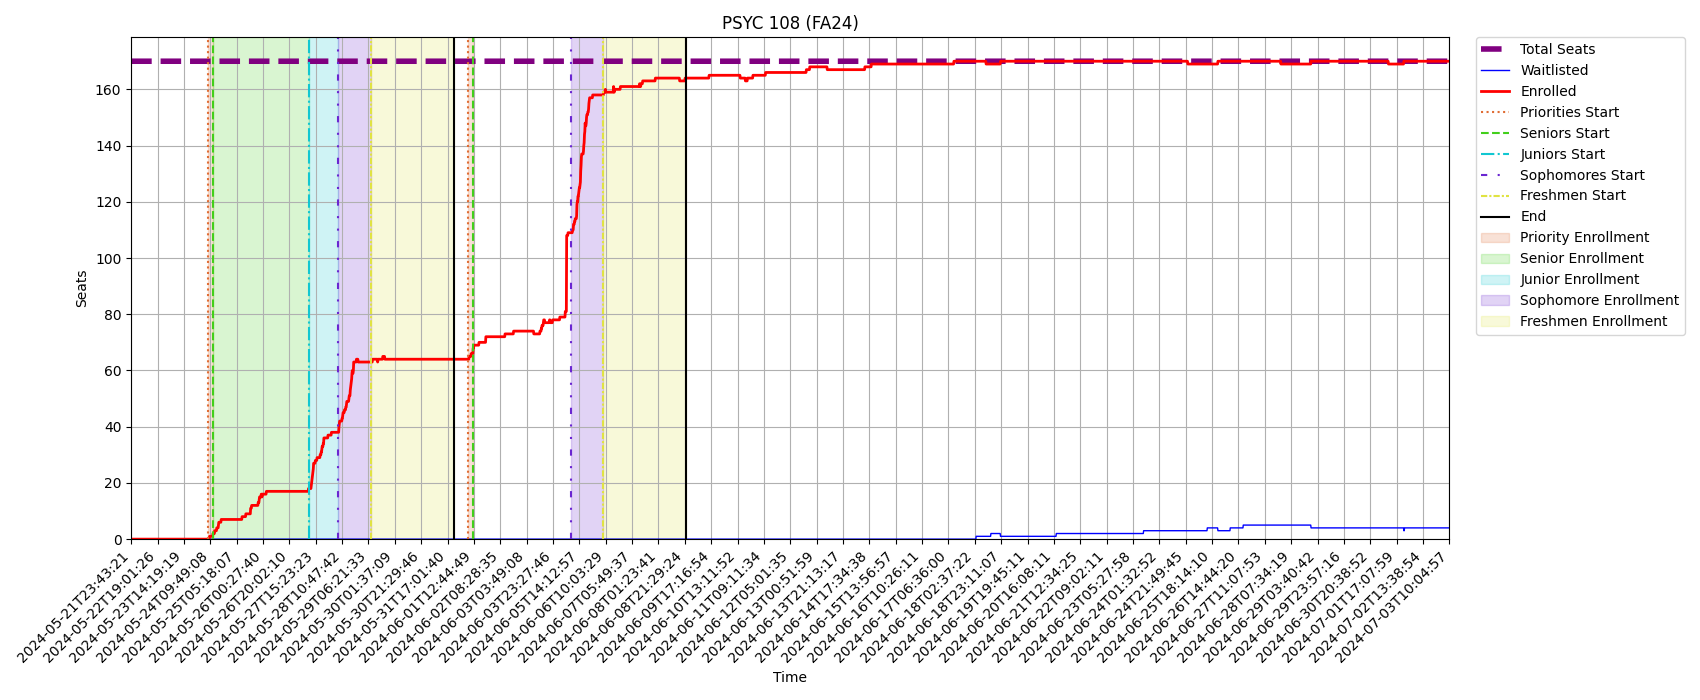 PSYC 108 (FA24)
Seats
160
140
120
100
80
60
40
20
0
2024-05-21T23:43:21
2024-05-22T19:01:26
2024-05-23T14:19:19
2024-05-24T09:49:08
2024-05-25T05:18:07
2024-05-26T00:27:40
2024-05-26T20:02:10
2024-05-27T15:23:23
2024-05-28T10:47:42
2024-05-29T06:21:33
2024-05-30T01:37:09
2024-05-30T21:29:46
2024-05-31T17:01:40
2024-06-01T12:44:49
2024-06-02T08:28:35
2024-06-03T03:49:08
2024-06-03T23:27:46
2024-06-05T14:12:57
2024-06-06T10:03:29
2024-06-07T05:49:37
2024-06-08T01:23:41
2024-06-08T21:29:24
2024-06-09T17:16:54
2024-06-10T13:11:52
2024-06-11T09:11:34
2024-06-12T05:01:35
2024-06-13T00:51:59
2024-06-13T21:13:17
2024-06-14T17:34:38
2024-06-15T13:56:57
2024-06-16T10:26:11
2024-06-17T06:36:00
2024-06-18T02:37:22
2024-06-18T23:11:07
2024-06-19T19:45:11
2024-06-20T16:08:11
2024-06-21T12:34:25
2024-06-22T09:02:11
2024-06-23T05:27:58
2024-06-24T01:32:52
2024-06-24T21:49:45
2024-06-25T18:14:10
2024-06-26T14:44:20
2024-06-27T11:07:53
2024-06-28T07:34:19
2024-06-29T03:40:42
2024-06-29T23:57:16
2024-06-30T20:38:52
2024-07-01T17:07:59
2024-07-02T13:38:54
2024-07-03T10:04:57
Time
Total Seats
Waitlisted
Enrolled
Priorities Start
Seniors Start
Juniors Start
Sophomores Start
Freshmen Start
End
Priority Enrollment
Senior Enrollment
Junior Enrollment
Sophomore Enrollment
Freshmen Enrollment